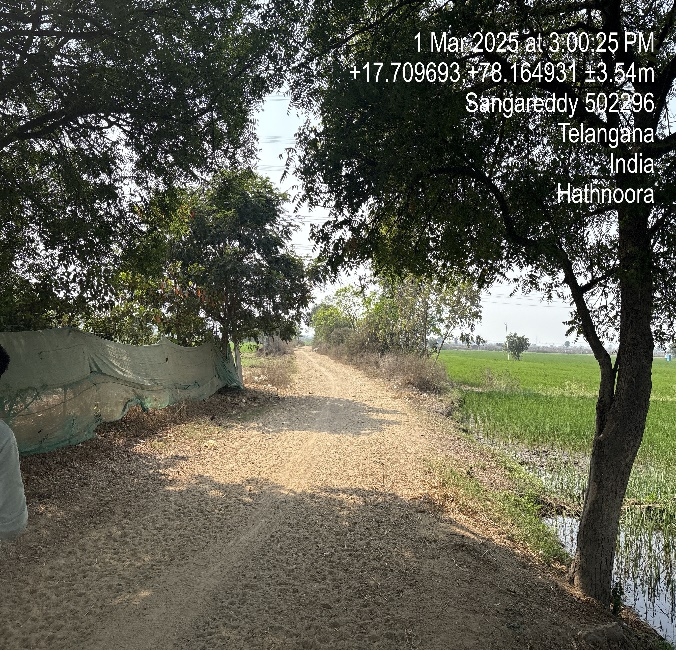 1 Mar 2025 at 3:00:25 PM
+17.709693,+78.164931 ±3.54m
Sangareddy 502296
Telangana
India
Hathnoora